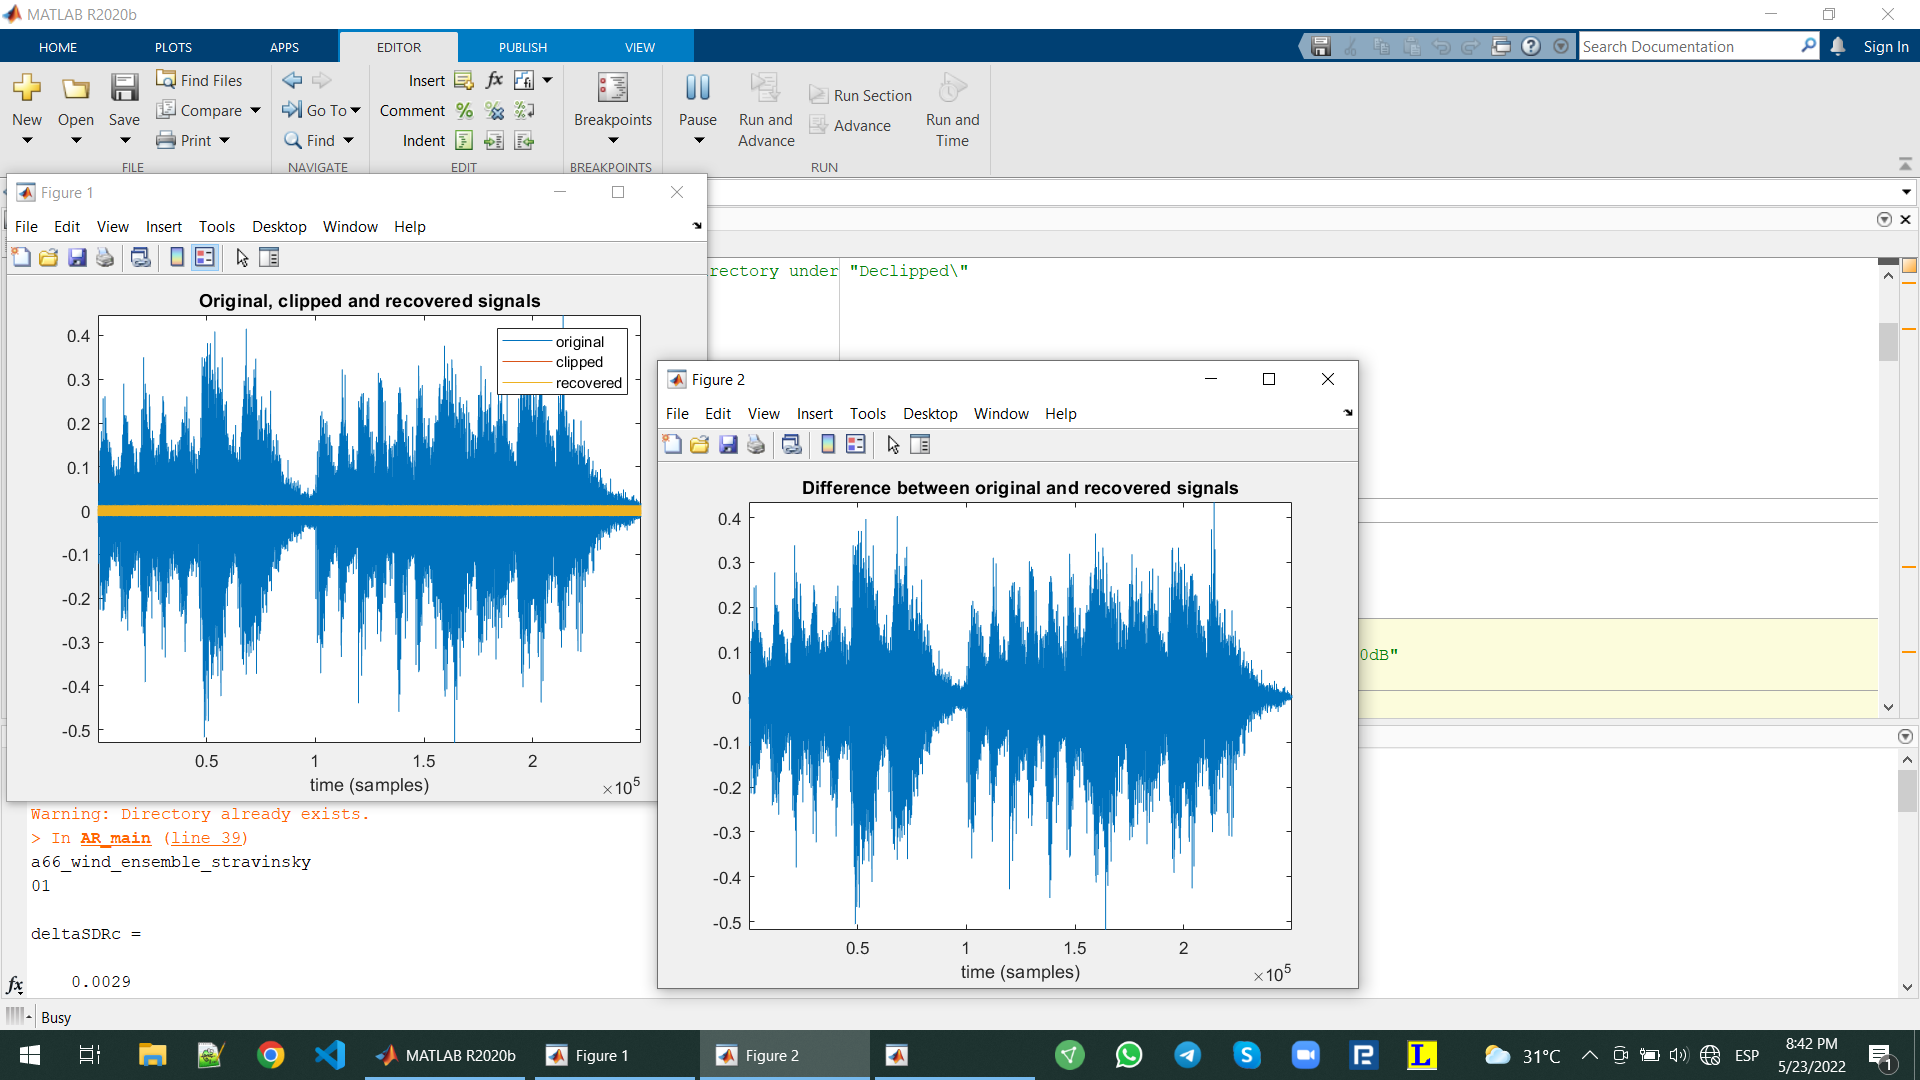 MATLAB R2020b
HOME PLOTS APPS EDITOR PUBLISH VIEW
Search Documentation
Sign In
New Open Save
Find Files
Compare
Print
FILE
Go To
Find
NAVIGATE
Insert
fx
fi
Comment
Indent
EDIT
Breakpoints
BREAKPOINTS
Pause
Run and Advance
Run Section
Advance
Run and Time
RUN
Figure 1
File Edit View Insert Tools Desktop Window Help
Original, clipped and recovered signals
original
clipped
recovered
0.4
0.3
0.2
0.1
0
-0.1
-0.2
-0.3
-0.4
-0.5
0.5 1 1.5 2
time (samples)
×10^5
rectory under "Declipped\"
Figure 2
File Edit View Insert Tools Desktop Window Help
Difference between original and recovered signals
0.4
0.3
0.2
0.1
0
-0.1
-0.2
-0.3
-0.4
-0.5
0.5 1 1.5 2
time (samples)
×10^5
0dB"
Warning: Directory already exists.
> In AR_main (line 39)
a66_wind_ensemble_stravinsky
01
deltaSDRc =
0.0029
fx
Busy
MATLAB R2020b
Figure 1
Figure 2
31°C
ESP
8:42 PM
5/23/2022
1